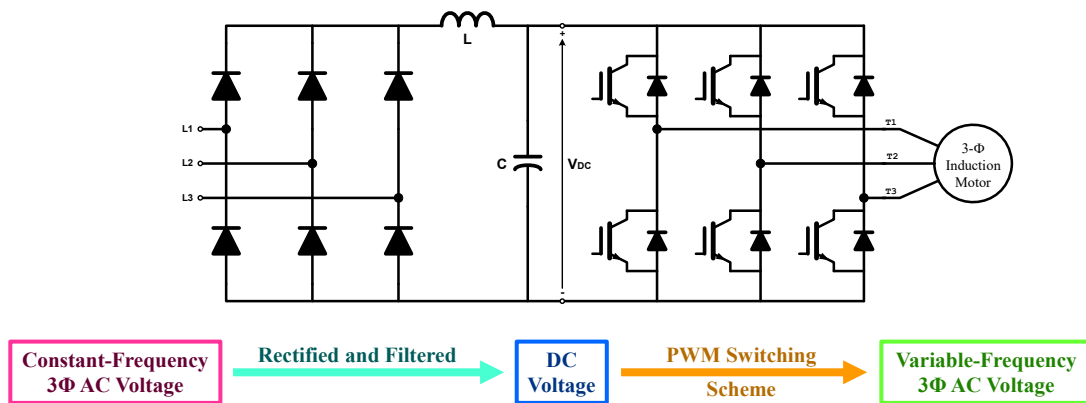 L
+
L1
L2
L3
C
VDC
-
T1
T2
T3
3-Φ
Induction
Motor
Constant-Frequency
3Φ AC Voltage
Rectified and Filtered
DC
Voltage
PWM Switching
Scheme
Variable-Frequency
3Φ AC Voltage